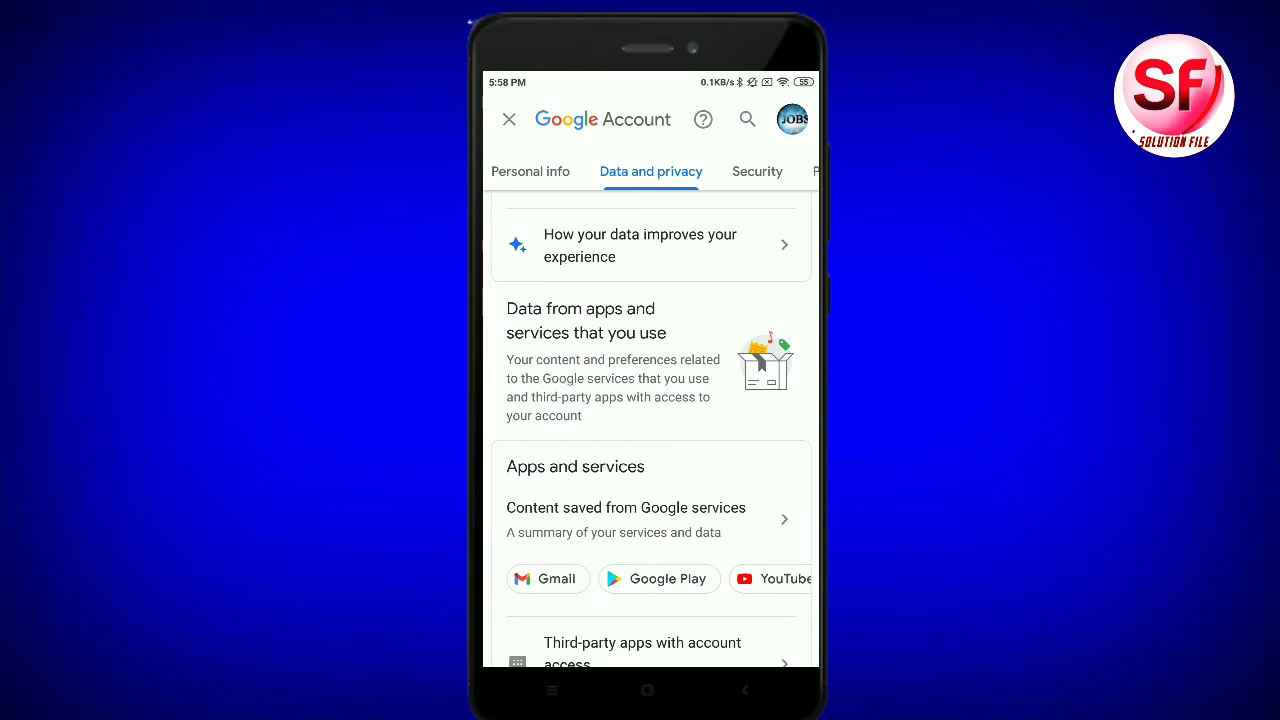 5:58 PM
0.1KB/s
55
Google Account
JOBS
Personal info
Data and privacy
Security
P
How your data improves your
experience
Data from apps and
services that you use
Your content and preferences related
to the Google services that you use
and third-party apps with access to
your account
Apps and services
Content saved from Google services
A summary of your services and data
Gmail
Google Play
YouTube
Third-party apps with account
access
SF
SOLUTION FILE